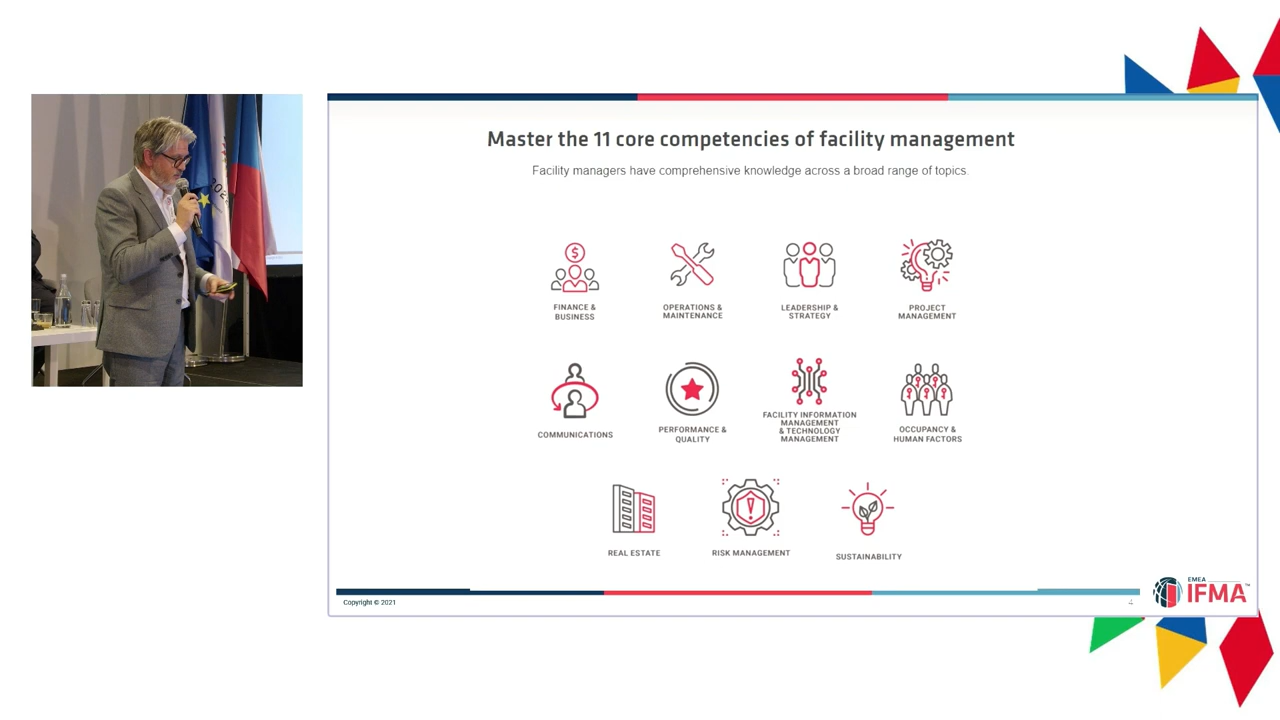 Master the 11 core competencies of facility management
Facility managers have comprehensive knowledge across a broad range of topics.
FINANCE &
BUSINESS
OPERATIONS &
MAINTENANCE
LEADERSHIP &
STRATEGY
PROJECT
MANAGEMENT
COMMUNICATIONS
PERFORMANCE &
QUALITY
FACILITY INFORMATION
MANAGEMENT
& TECHNOLOGY
MANAGEMENT
OCCUPANCY &
HUMAN FACTORS
REAL ESTATE
RISK MANAGEMENT
SUSTAINABILITY
Copyright © 2021
4
EMEA
IFMA™